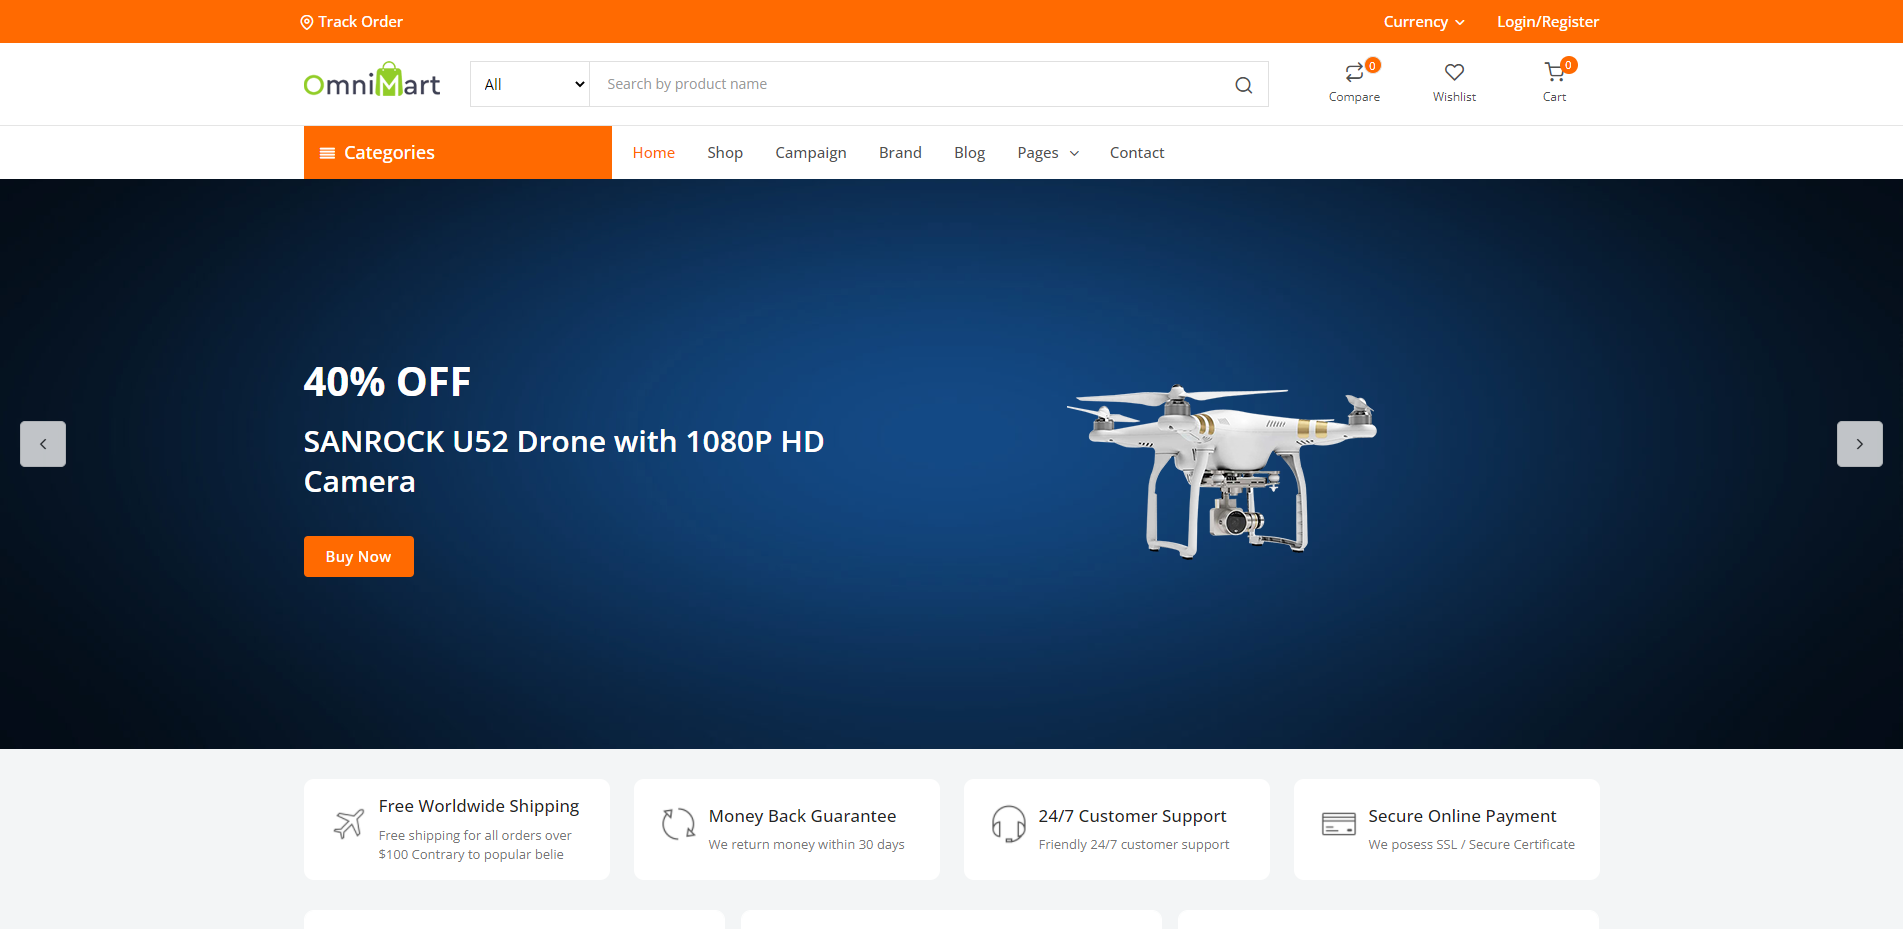 Track Order
Currency
Login/Register
OmniMart
All
Search by product name
0
Compare
Wishlist
0
Cart
Categories
Home
Shop
Campaign
Brand
Blog
Pages
Contact
40% OFF
SANROCK U52 Drone with 1080P HD
Camera
Buy Now
Free Worldwide Shipping
Free shipping for all orders over
$100 Contrary to popular belie
Money Back Guarantee
We return money within 30 days
24/7 Customer Support
Friendly 24/7 customer support
Secure Online Payment
We posess SSL / Secure Certificate